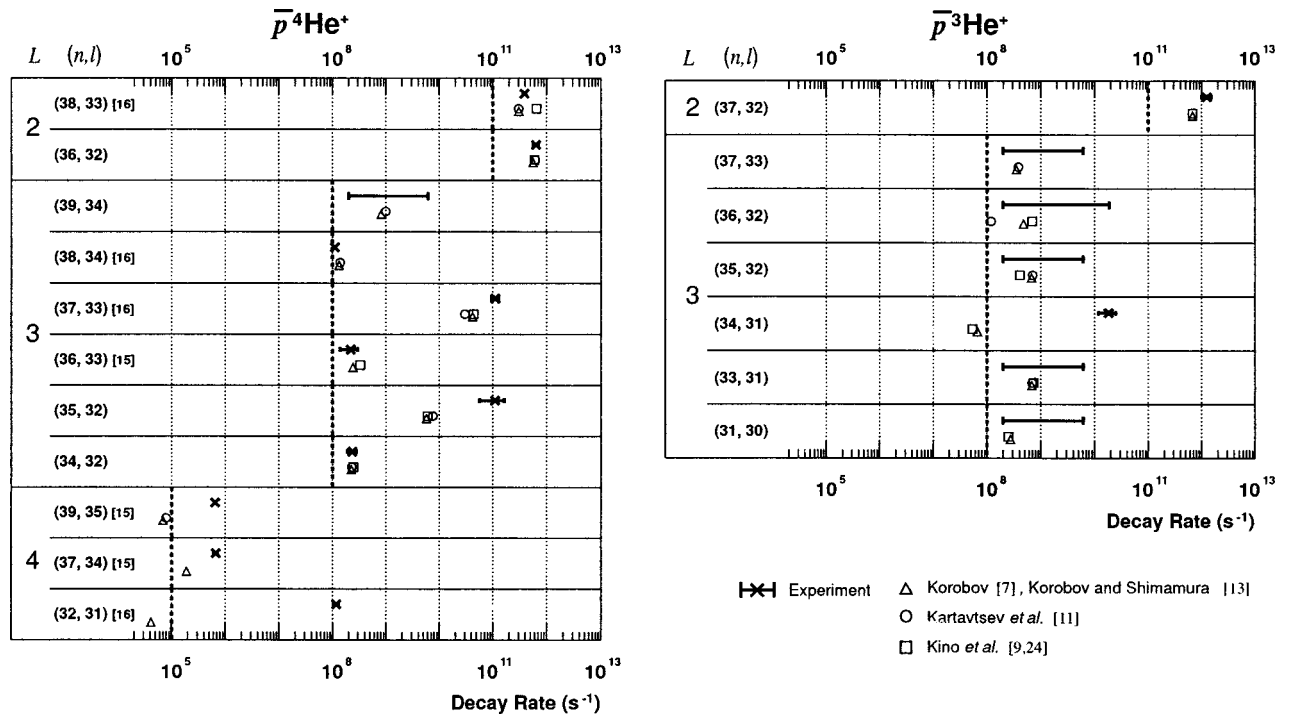 p̅ ⁴He⁺
L (n,l) 10⁵ 10⁸ 10¹¹ 10¹³
2
(38, 33) [16]
(36, 32)
3
(39, 34)
(38, 34) [16]
(37, 33) [16]
(36, 33) [15]
(35, 32)
(34, 32)
4
(39, 35) [15]
(37, 34) [15]
(32, 31) [16]
10⁵ 10⁸ 10¹¹ 10¹³
Decay Rate (s⁻¹)
p̅ ³He⁺
L (n,l) 10⁸ 10¹¹ 10¹³
2 (37, 32)
3
(37, 33)
(36, 32)
(35, 32)
(34, 31)
(33, 31)
(31, 30)
10⁵ 10⁸ 10¹¹ 10¹³
Decay Rate (s⁻¹)
Experiment
Korobov [7] , Korobov and Shimamura [13]
Kartavtsev et al. [11]
Kino et al. [9,24]